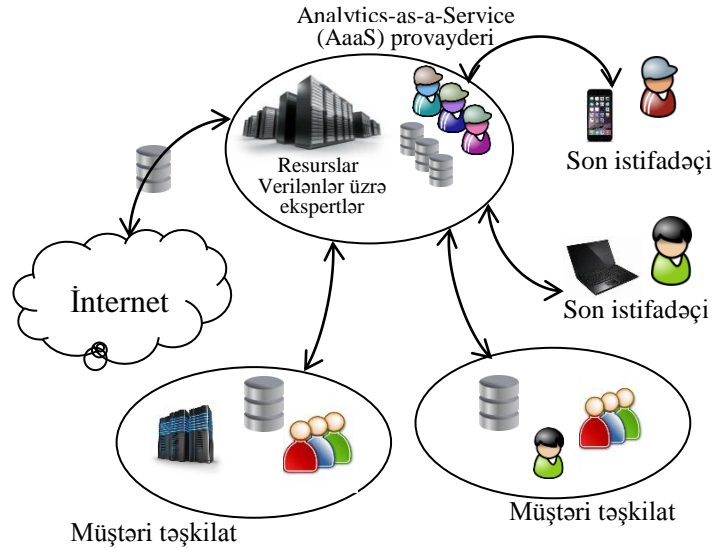 Analytics-as-a-Service
(AaaS) provayderi
Resurslar
Verilənlər üzrə
ekspertlər
Son istifadəçi
İnternet
Son istifadəçi
Müştəri təşkilat
Müştəri təşkilat